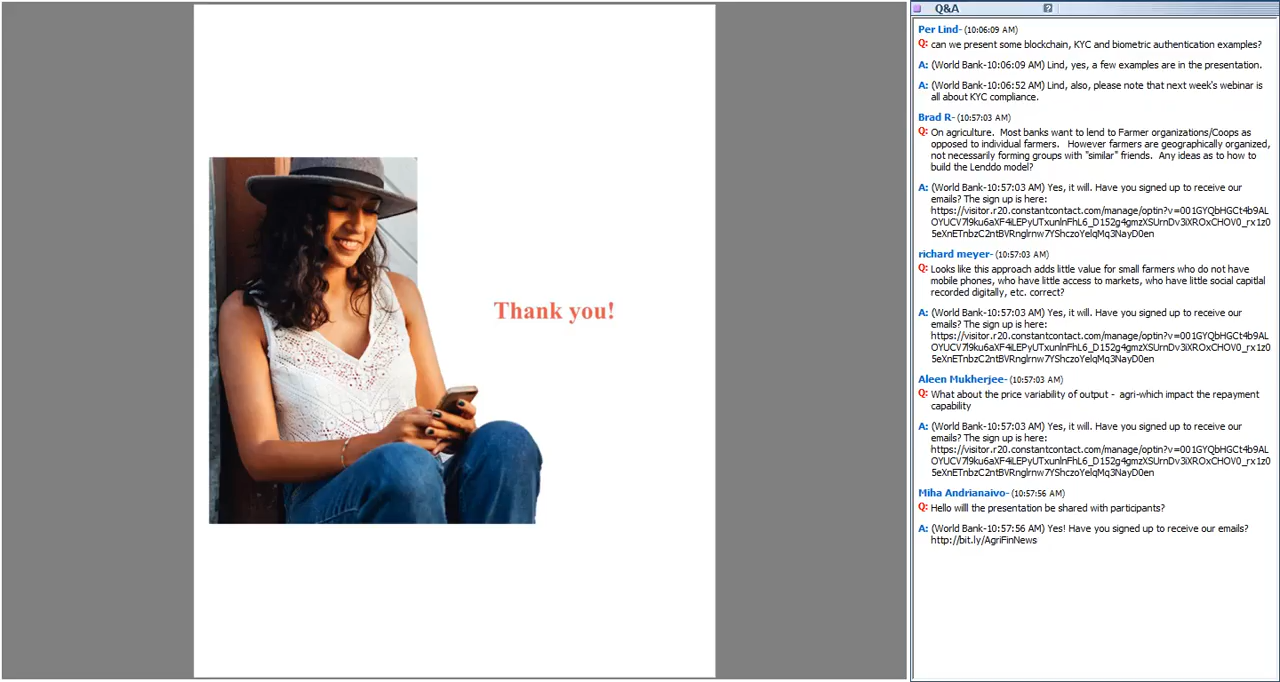 Thank you!
Q&A
?
Per Lind- (10:06:09 AM)
Q: can we present some blockchain, KYC and biometric authentication examples?
A: (World Bank-10:06:09 AM) Lind, yes, a few examples are in the presentation.
A: (World Bank-10:06:52 AM) Lind, also, please note that next week's webinar is
all about KYC compliance.
Brad R- (10:57:03 AM)
Q: On agriculture.  Most banks want to lend to Farmer organizations/Coops as
opposed to individual farmers.   However farmers are geographically organized,
not necessarily forming groups with "similar" friends.  Any ideas as to how to
build the Lenddo model?
A: (World Bank-10:57:03 AM) Yes, it will. Have you signed up to receive our
emails? The sign up is here:
richard meyer- (10:57:03 AM)
Q: Looks like this approach adds little value for small farmers who do not have
mobile phones, who have little access to markets, who have little social capitlal
recorded digitally, etc. correct?
A: (World Bank-10:57:03 AM) Yes, it will. Have you signed up to receive our
emails? The sign up is here:
Aleen Mukherjee- (10:57:03 AM)
Q: What about the price variability of output -  agri-which impact the repayment
capability
A: (World Bank-10:57:03 AM) Yes, it will. Have you signed up to receive our
emails? The sign up is here:
Miha Andrianaivo- (10:57:56 AM)
Q: Hello willl the presentation be shared with participants?
A: (World Bank-10:57:56 AM) Yes! Have you signed up to receive our emails?
http://bit.ly/AgriFinNews